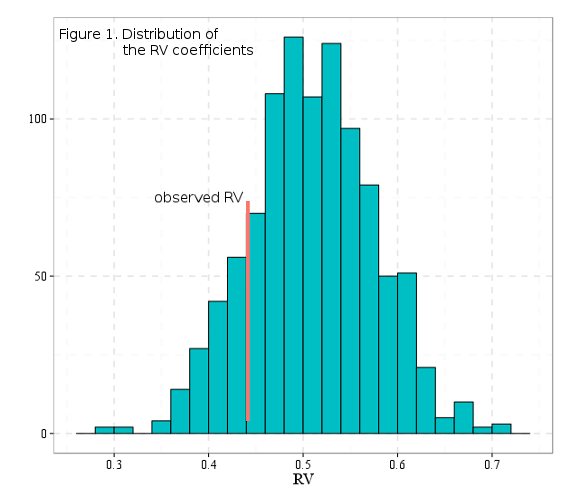 Figure 1. Distribution of
the RV coefficients
observed RV
100
50
0
0.3 0.4 0.5 0.6 0.7
RV